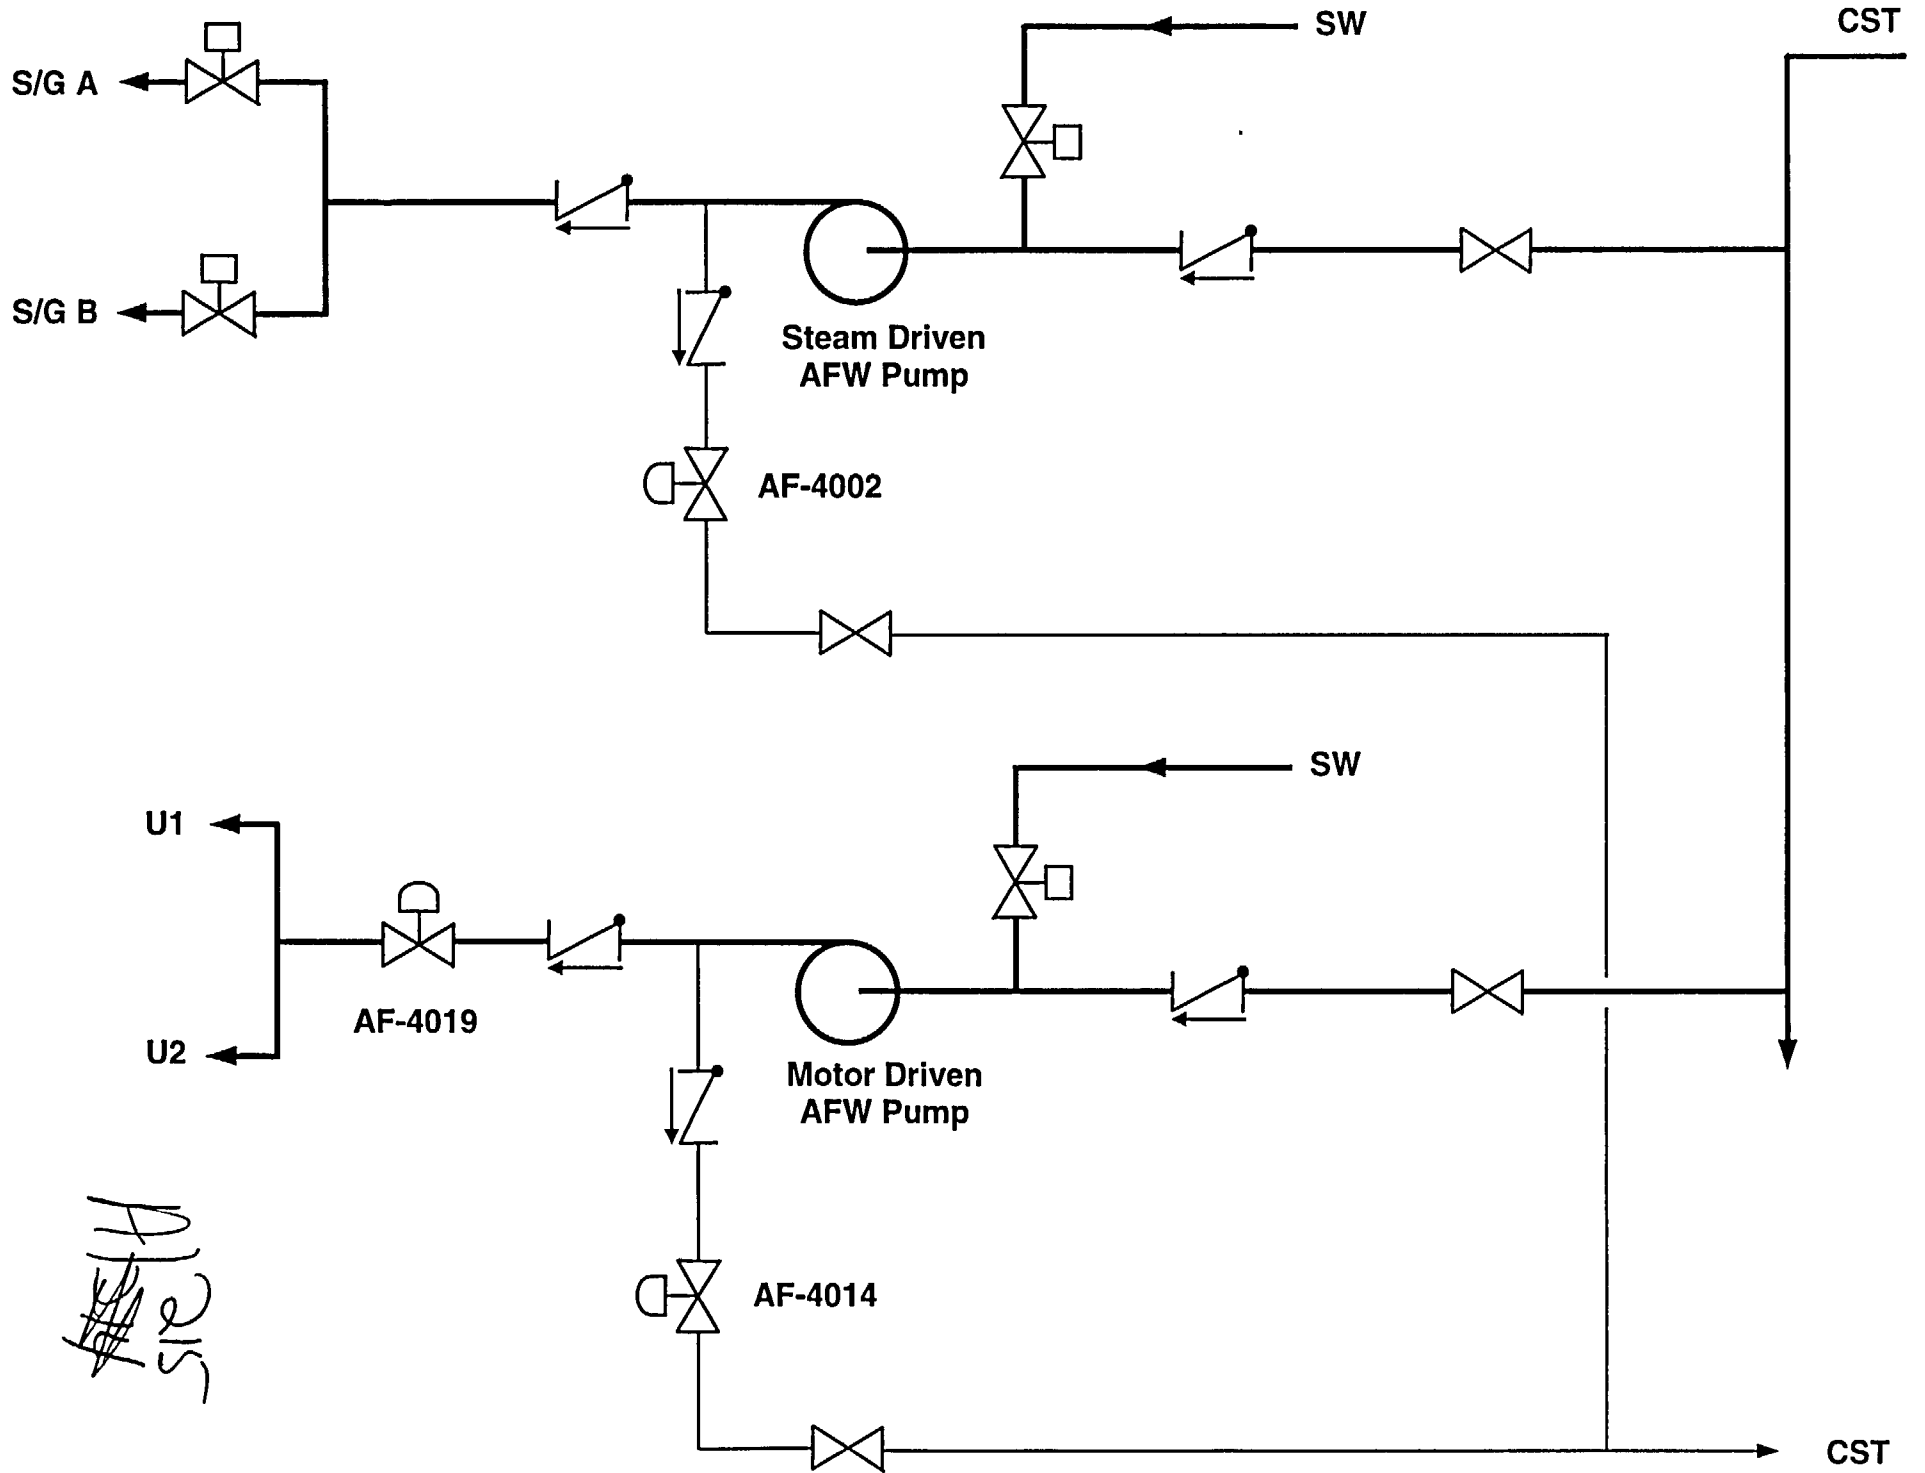 SW
CST
S/G A
S/G B
Steam Driven
AFW Pump
AF-4002
SW
U1
U2
AF-4019
Motor Driven
AFW Pump
AF-4014
CST